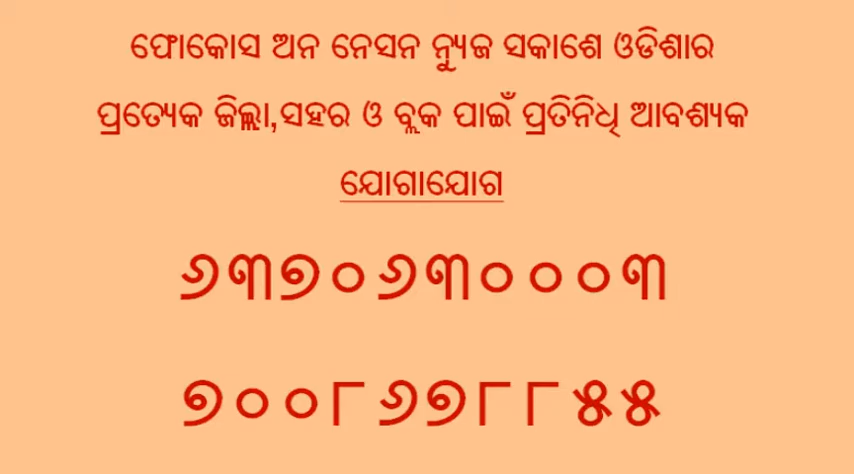 ଫୋକୋସ ଅନ ନେସନ ନ୍ୟୁଜ ସକାଶେ ଓଡିଶାର
ପ୍ରତ୍ୟେକ ଜିଲ୍ଲା,ସହର ଓ ବ୍ଲକ ପାଇଁ ପ୍ରତିନିଧି ଆବଶ୍ୟକ
ଯୋଗାଯୋଗ
୬୩୭୦୬୩୦୦୦୩
୭୦୦୮୬୭୮୮୫୫